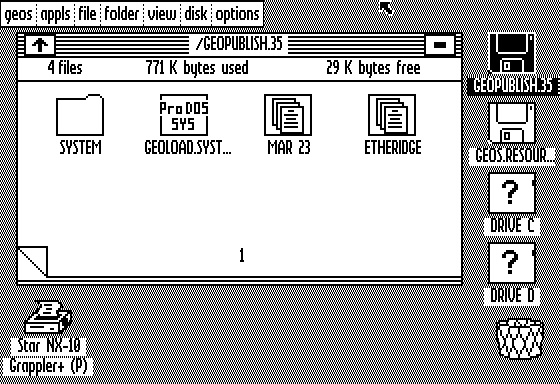 geos appls file folder view disk options
/GEOPUBLISH.35
4 files 771 K bytes used 29 K bytes free
ProDOS
SYS
SYSTEM GEOLOAD.SYST... MAR 23 ETHERIDGE
1
GEOPUBLISH.35
GEOS.RESOUR...
?
DRIVE C
?
DRIVE D
Star NX-10
Grappler+ (P)